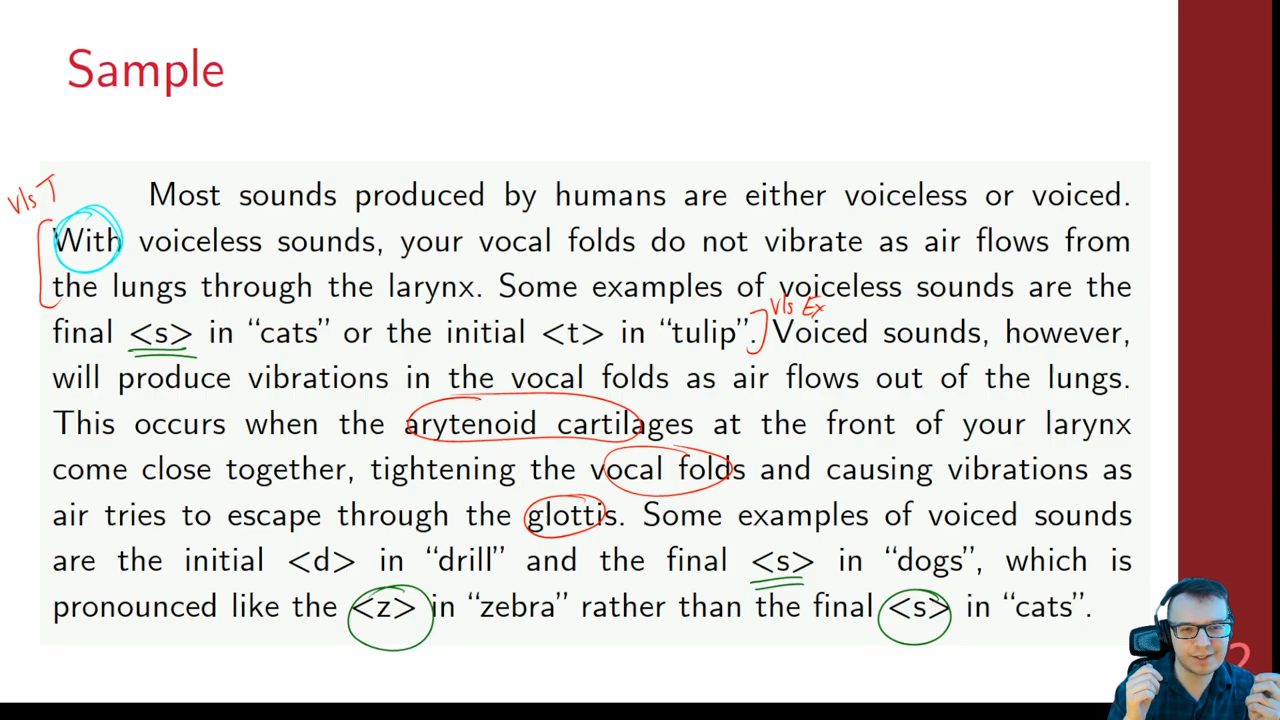 Sample
vls T
Most sounds produced by humans are either voiceless or voiced.
With voiceless sounds, your vocal folds do not vibrate as air flows from
the lungs through the larynx. Some examples of voiceless sounds are the
vls Ex
final <s> in “cats” or the initial <t> in “tulip”. Voiced sounds, however,
will produce vibrations in the vocal folds as air flows out of the lungs.
This occurs when the arytenoid cartilages at the front of your larynx
come close together, tightening the vocal folds and causing vibrations as
air tries to escape through the glottis. Some examples of voiced sounds
are the initial <d> in “drill” and the final <s> in “dogs”, which is
pronounced like the <z> in “zebra” rather than the final <s> in “cats”.